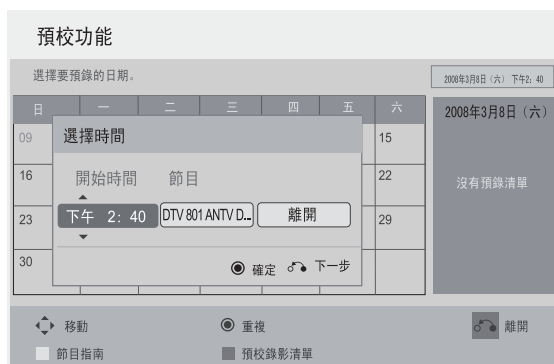 預校功能
選擇要預錄的日期。
2008年3月8日（六） 下午2：40
日 一 二 三 四 五 六
2008年3月8日（六）
09
選擇時間
15
16
開始時間 節目
22
沒有預錄清單
23
下午 2：40
DTV 801 ANTV D...
離開
29
30
確定 下一步
移動 重複 離開
節目指南 預校錄影清單